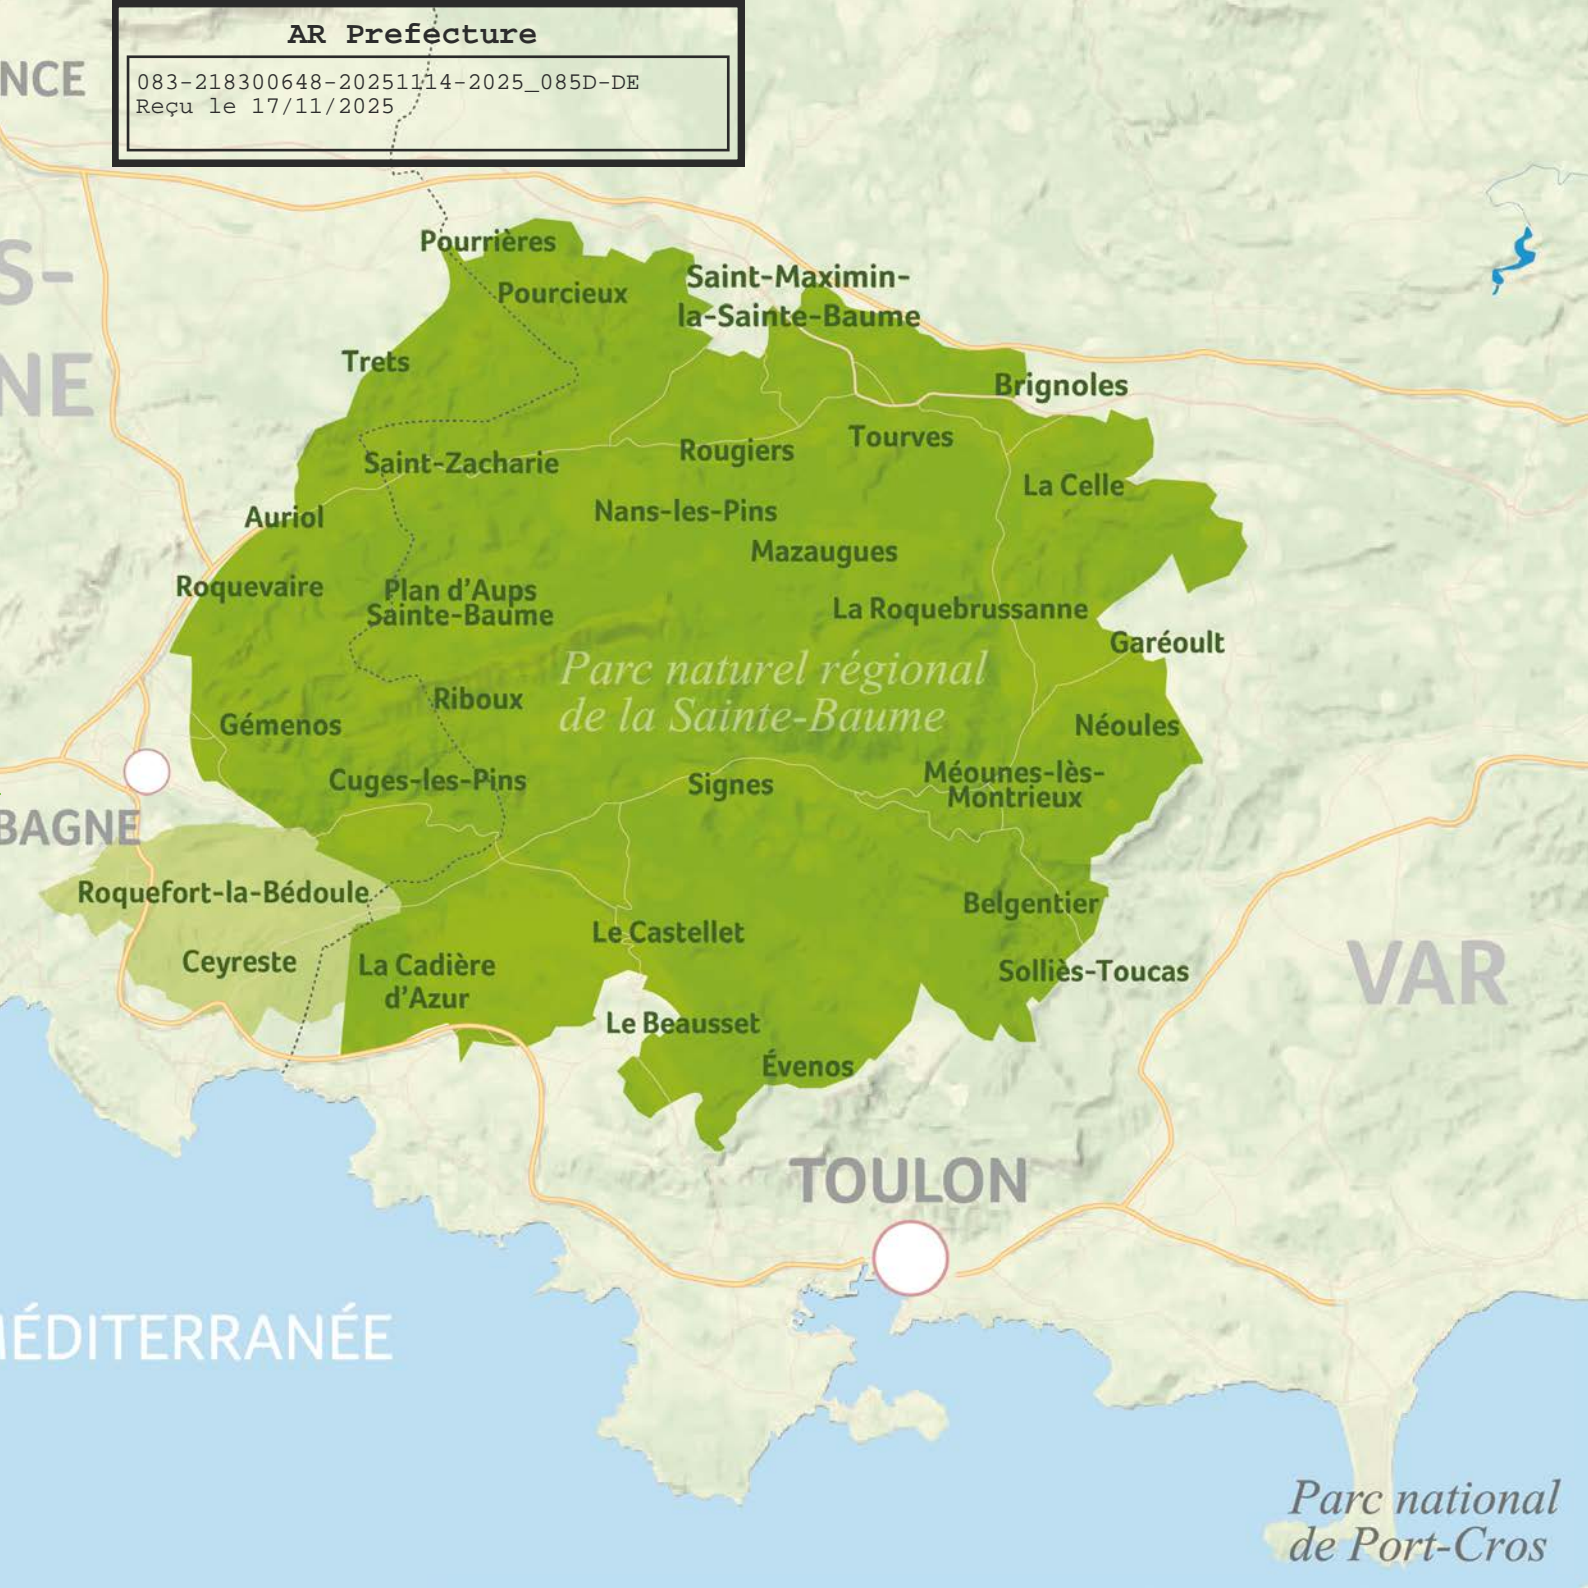 AR Prefecture
083-218300648-20251114-2025_085D-DE
Reçu le 17/11/2025
NCE
S-
NE
Pourrières
Pourcieux
Saint-Maximin-
la-Sainte-Baume
Trets
Brignoles
Tourves
Rougiers
Saint-Zacharie
La Celle
Auriol
Nans-les-Pins
Mazaugues
Roquevaire
Plan d'Aups
Sainte-Baume
La Roquebrussanne
Garéoult
Parc naturel régional
de la Sainte-Baume
Riboux
Gémenos
Néoules
Cuges-les-Pins
Signes
Méounes-lès-
Montrieux
BAGNE
Roquefort-la-Bédoule
Belgentier
Le Castellet
Ceyreste
La Cadière
d'Azur
Solliès-Toucas
VAR
Le Beausset
Évenos
TOULON
MÉDITERRANÉE
Parc national
de Port-Cros